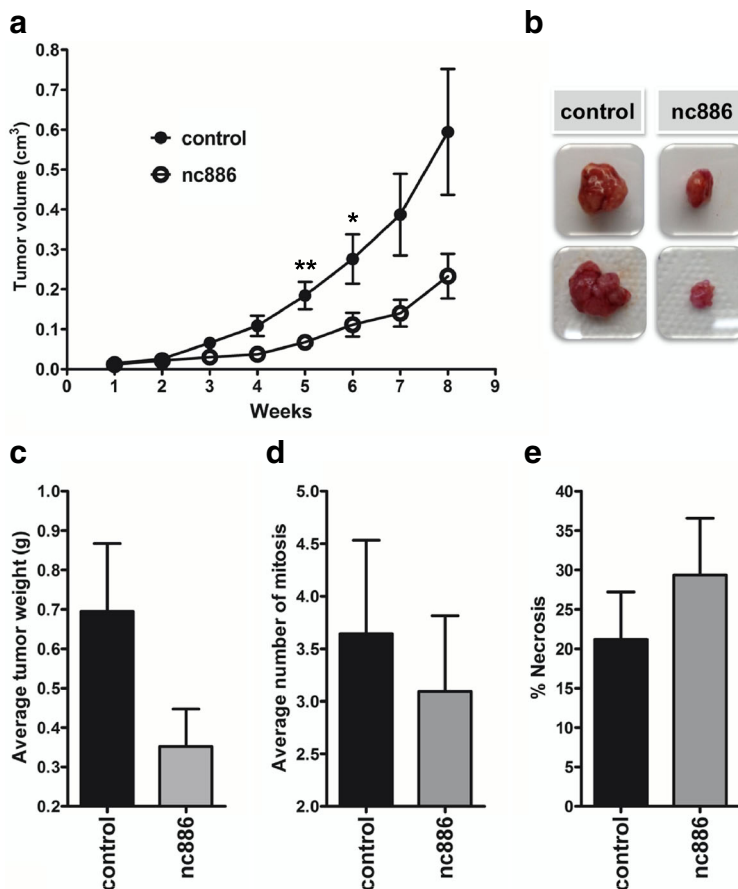 a
Tumor volume (cm³)
0.8
0.7
0.6
0.5
0.4
0.3
0.2
0.1
0.0
control
nc886
**
*
0 1 2 3 4 5 6 7 8 9
Weeks
b
control nc886
c
Average tumor weight (g)
1.0
0.9
0.8
0.7
0.6
0.5
0.4
0.3
0.2
control nc886
d
Average number of mitosis
5.0
4.5
4.0
3.5
3.0
2.5
2.0
control nc886
e
% Necrosis
40
35
30
25
20
15
10
5
0
control nc886